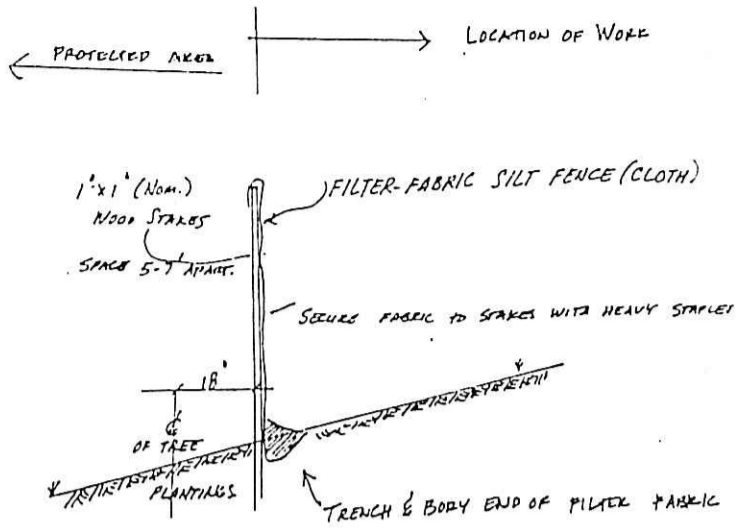 PROTECTED AREA
LOCATION OF WORK
1"x1" (NOM.)
WOOD STAKES
SPACE 5-7' APART.
FILTER-FABRIC SILT FENCE (CLOTH)
SECURE FABRIC TO STAKES WITH HEAVY STAPLES
18'
℄
OF TREE
PLANTINGS
TRENCH & BODY END OF FILTER FABRIC